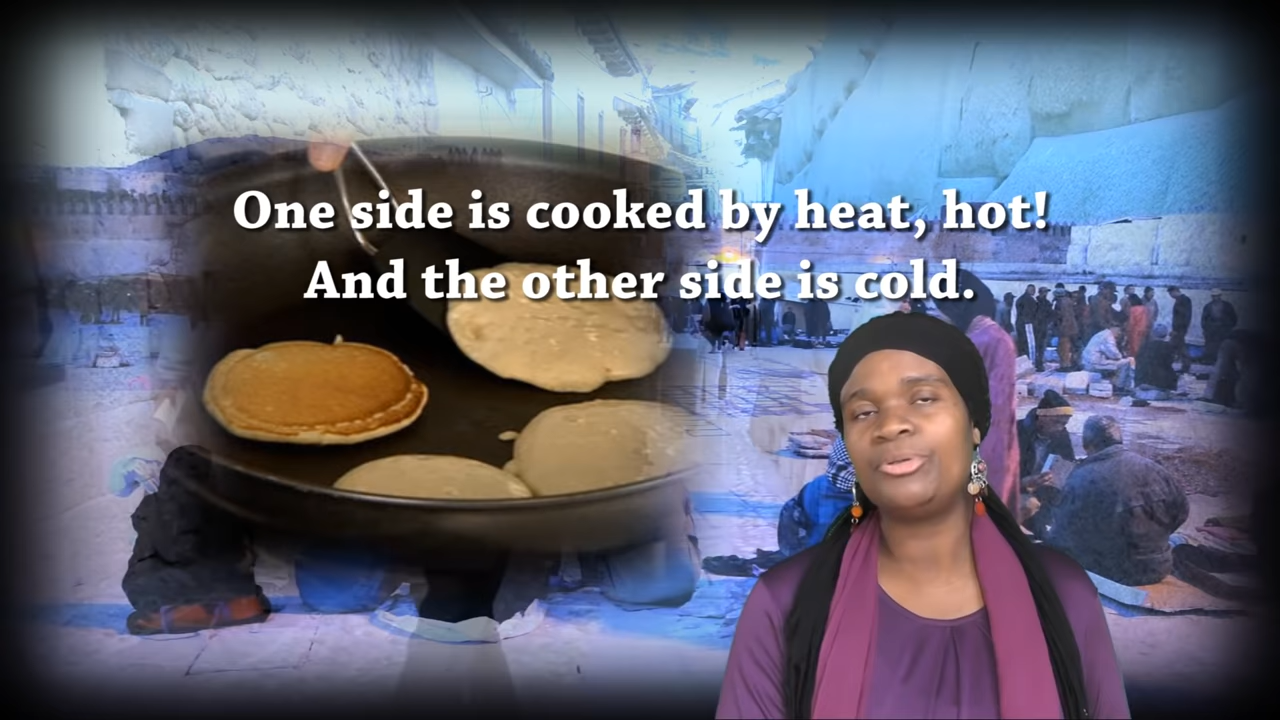 One side is cooked by heat, hot!
And the other side is cold.